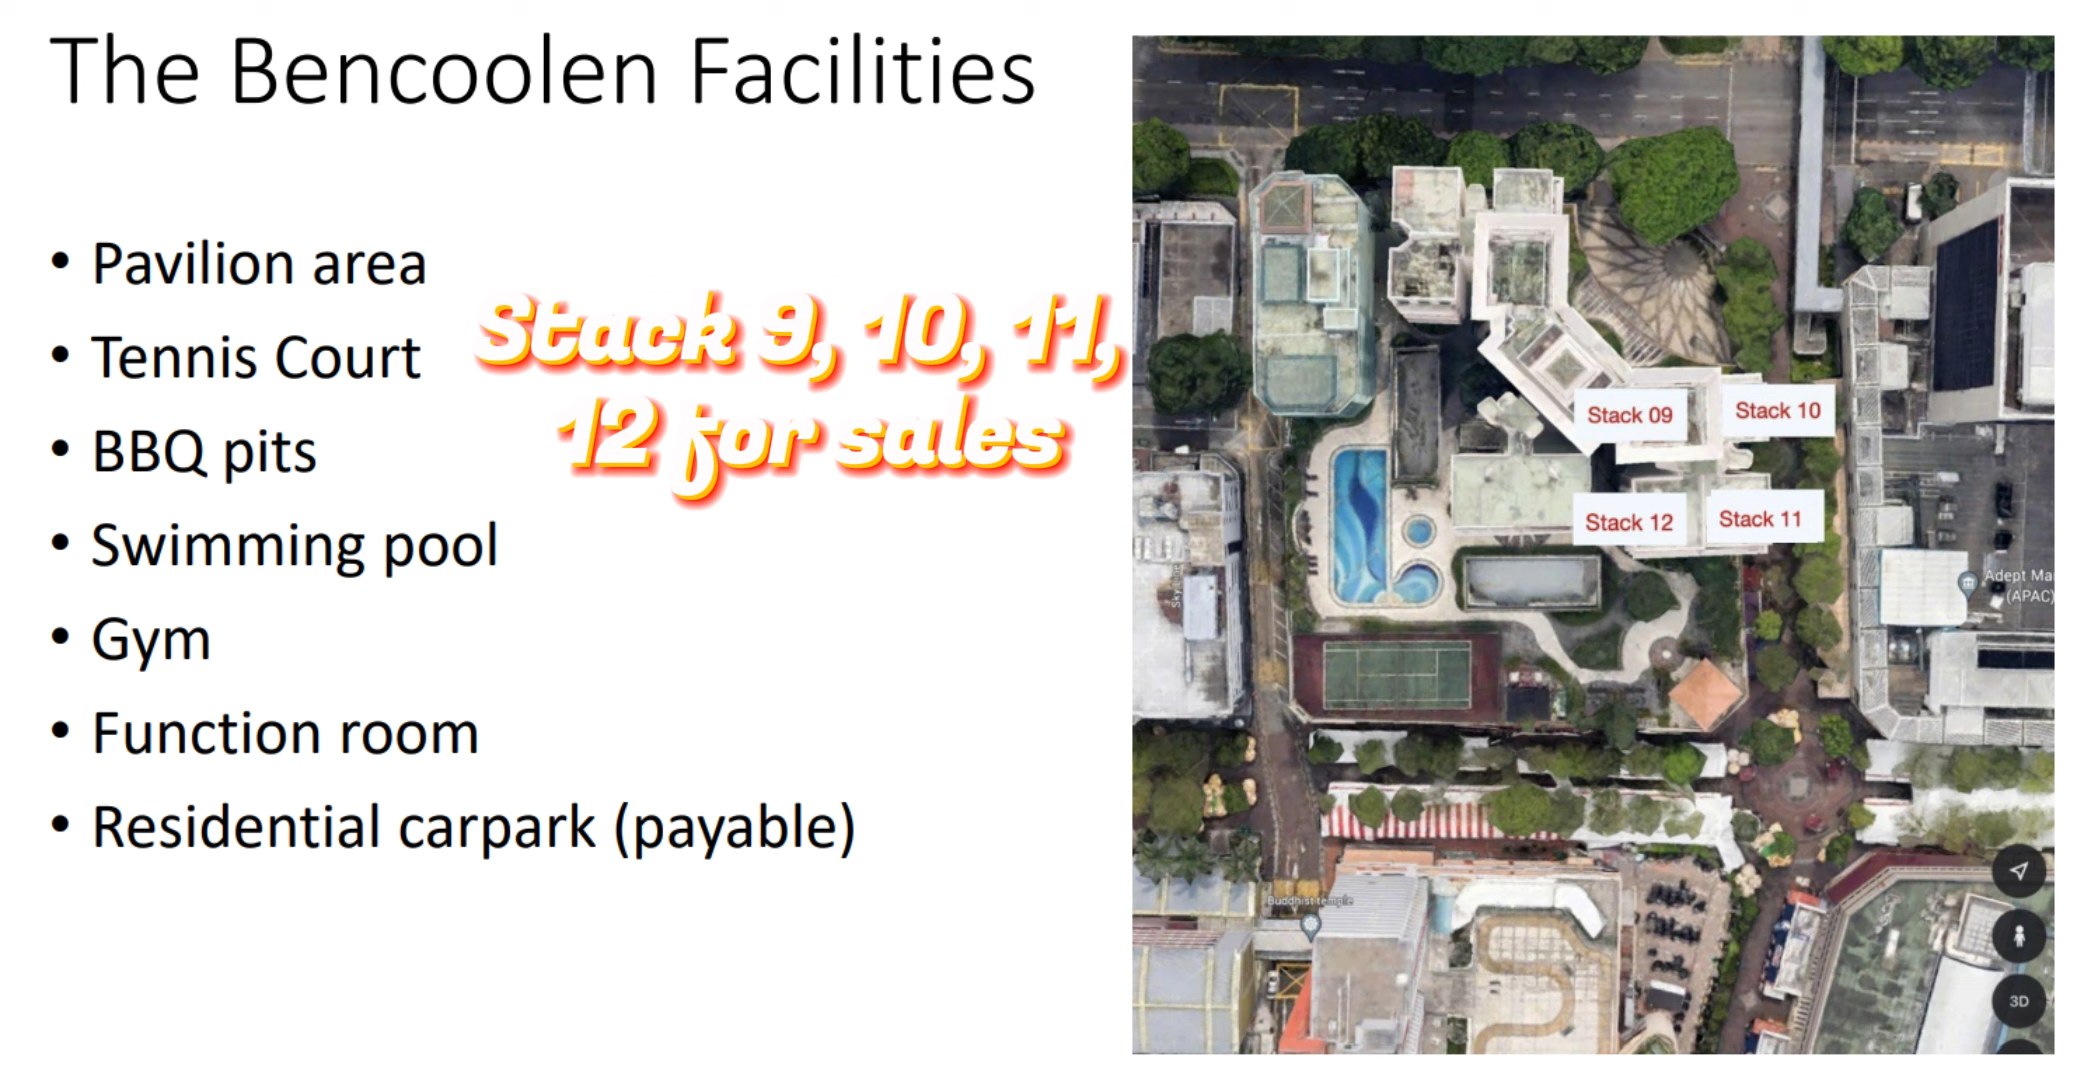 The Bencoolen Facilities
• Pavilion area
• Tennis Court
• BBQ pits
• Swimming pool
• Gym
• Function room
• Residential carpark (payable)
Stack 9, 10, 11,
12 for sales
Stack 09
Stack 10
Stack 12
Stack 11
Adept Ma
(APAC)
Buddhist temple
3D